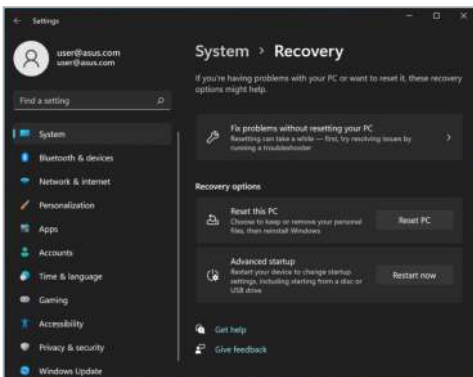 Settings
user@asus.com
user@asus.com
Find a setting
System
Bluetooth & devices
Network & internet
Personalization
Apps
Accounts
Time & language
Gaming
Accessibility
Privacy & security
Windows Update
System > Recovery
If you're having problems with your PC or want to reset it, these recovery
options might help.
Fix problems without resetting your PC
Resetting can take a while — first, try resolving issues by
running a troubleshooter
Recovery options
Reset this PC
Choose to keep or remove your personal
files, then reinstall Windows
Reset PC
Advanced startup
Restart your device to change startup
settings, including starting from a disc or
USB drive
Restart now
Get help
Give feedback